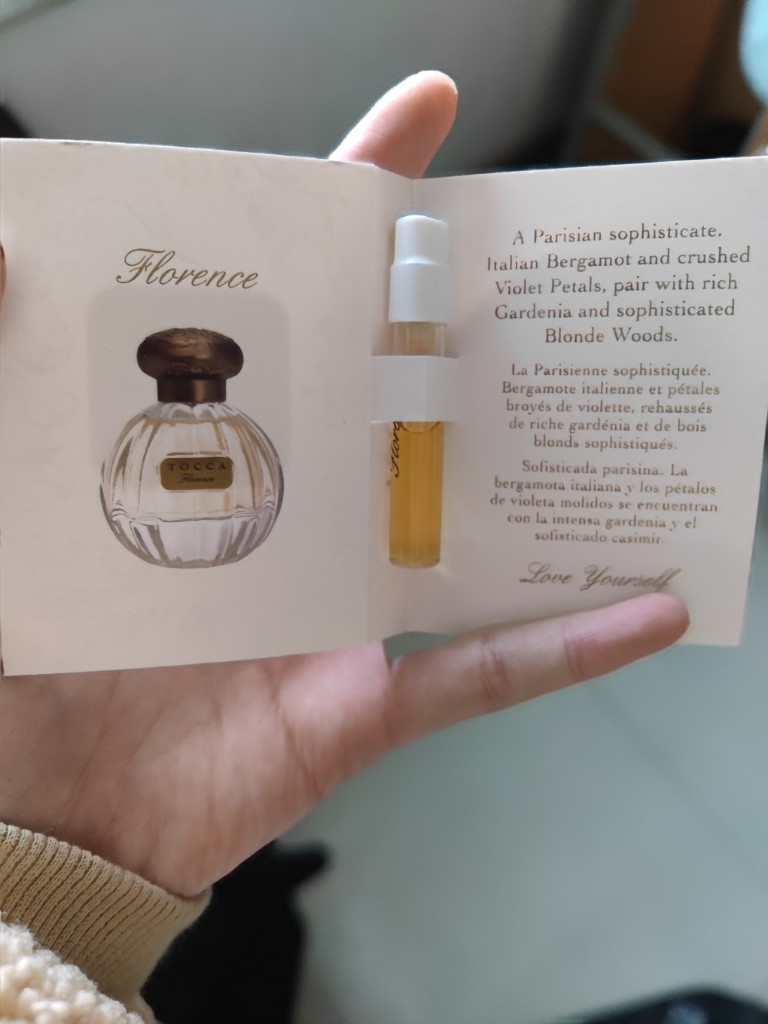 Florence
TOCCA
Florence
Flore
A Parisian sophisticate.
Italian Bergamot and crushed
Violet Petals, pair with rich
Gardenia and sophisticated
Blonde Woods.
La Parisienne sophistiquée.
Bergamote italienne et pétales
broyés de violette, rehaussés
de riche gardénia et de bois
blonds sophistiqués.
Sofisticada parisina. La
bergamota italiana y los pétalos
de violeta molidos se encuentran
con la intensa gardenia y el
sofisticado casimir.
Love Yourself